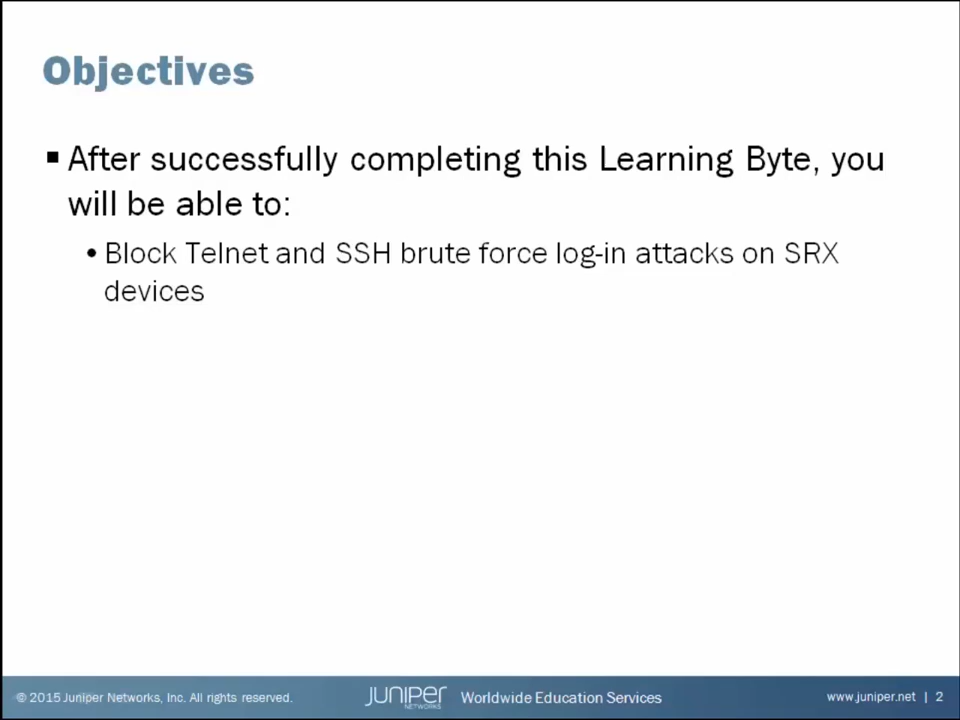 Objectives
▪ After successfully completing this Learning Byte, you
will be able to:
• Block Telnet and SSH brute force log-in attacks on SRX
devices
© 2015 Juniper Networks, Inc. All rights reserved.
JUNIPER
NETWORKS
Worldwide Education Services
www.juniper.net | 2